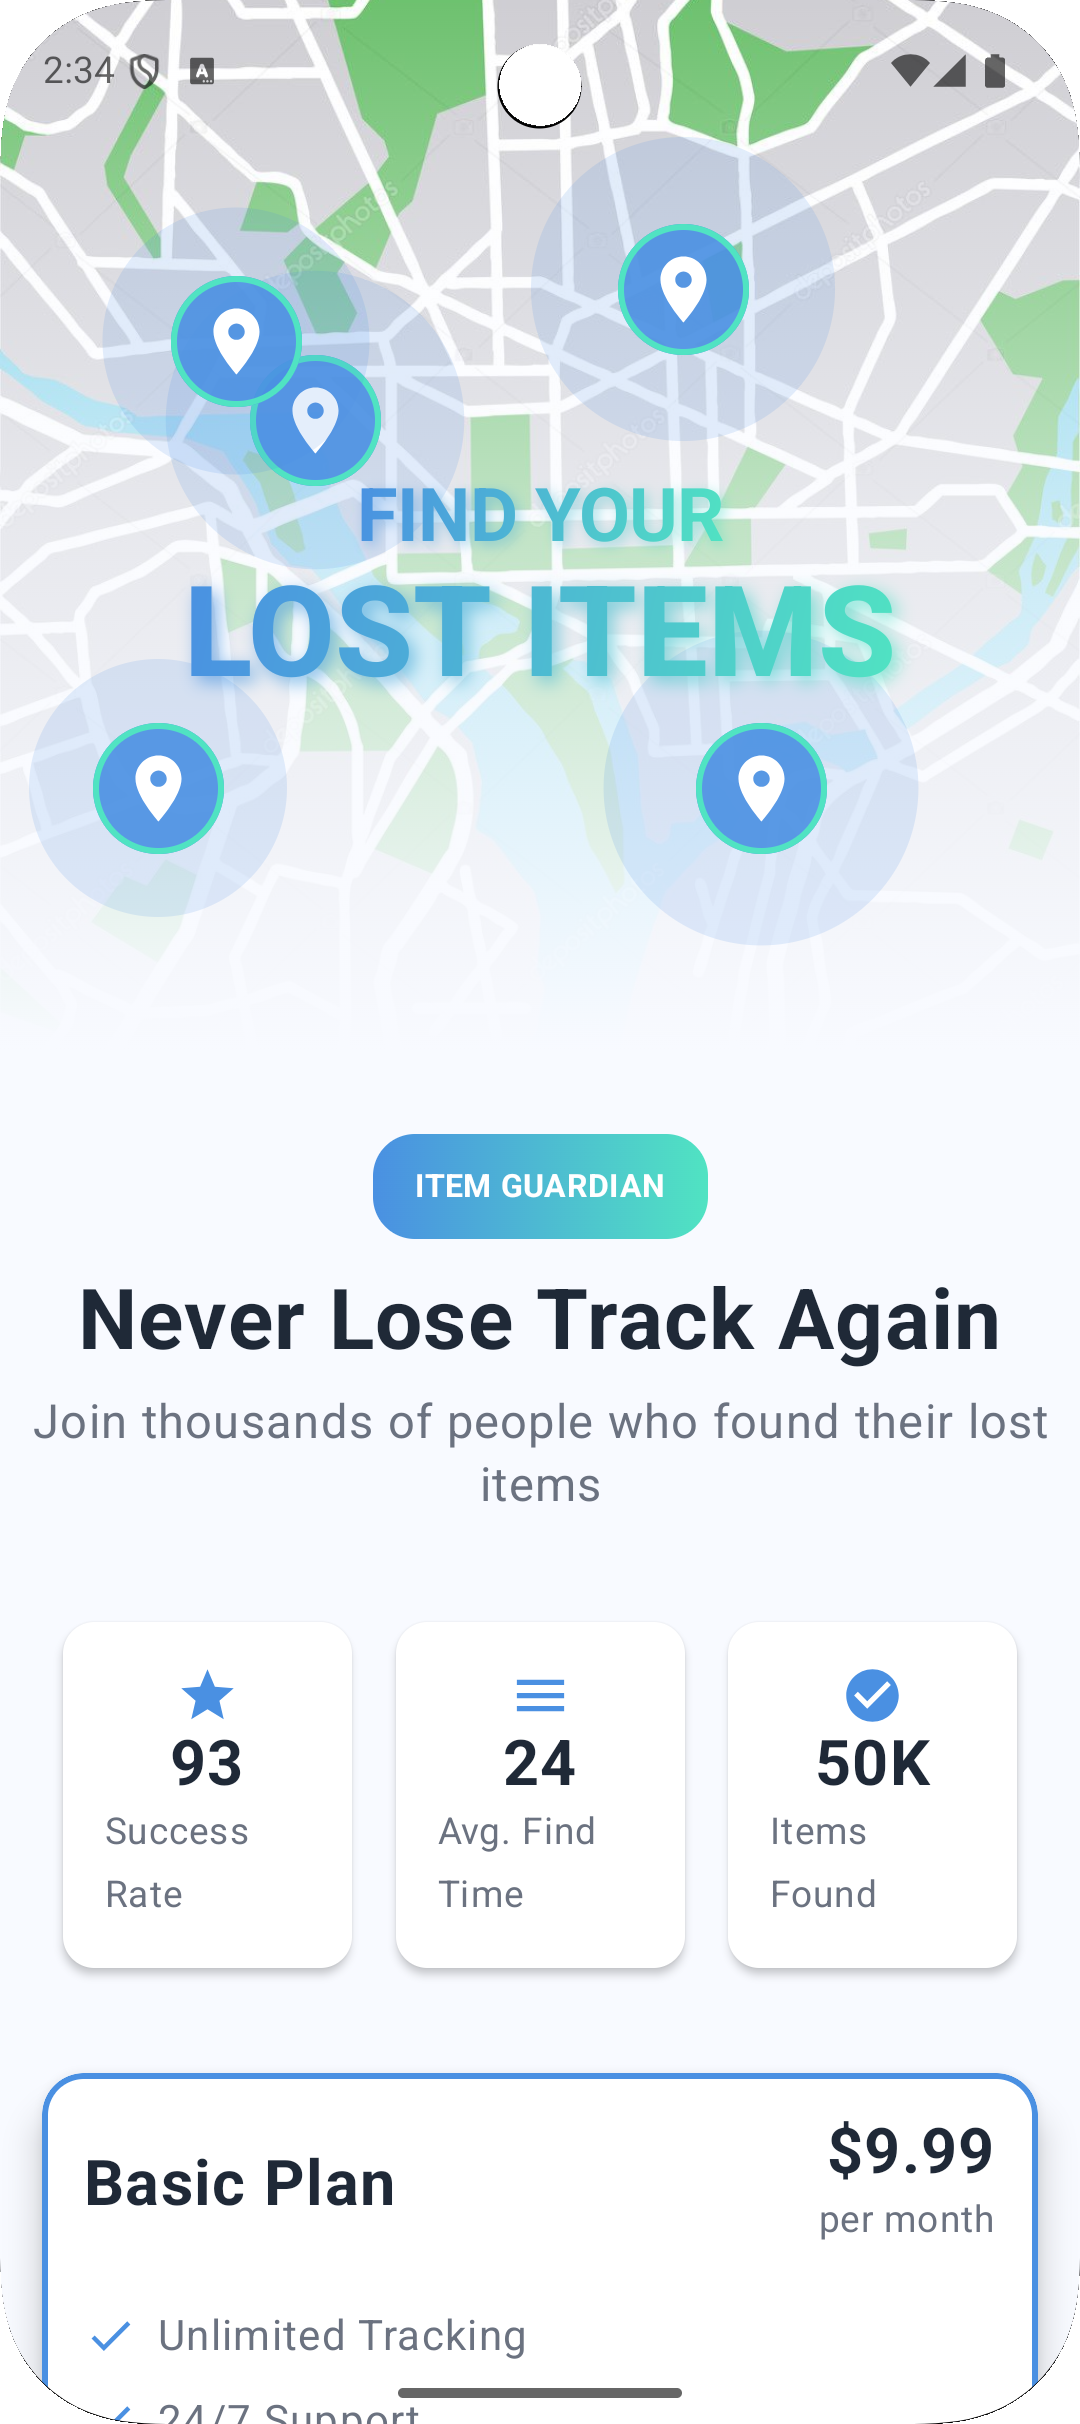 2:34
FIND YOUR
LOST ITEMS
ITEM GUARDIAN
Never Lose Track Again
Join thousands of people who found their lost
items
93
Success
Rate
24
Avg. Find
Time
50K
Items
Found
Basic Plan
$9.99
per month
Unlimited Tracking
24/7 Support